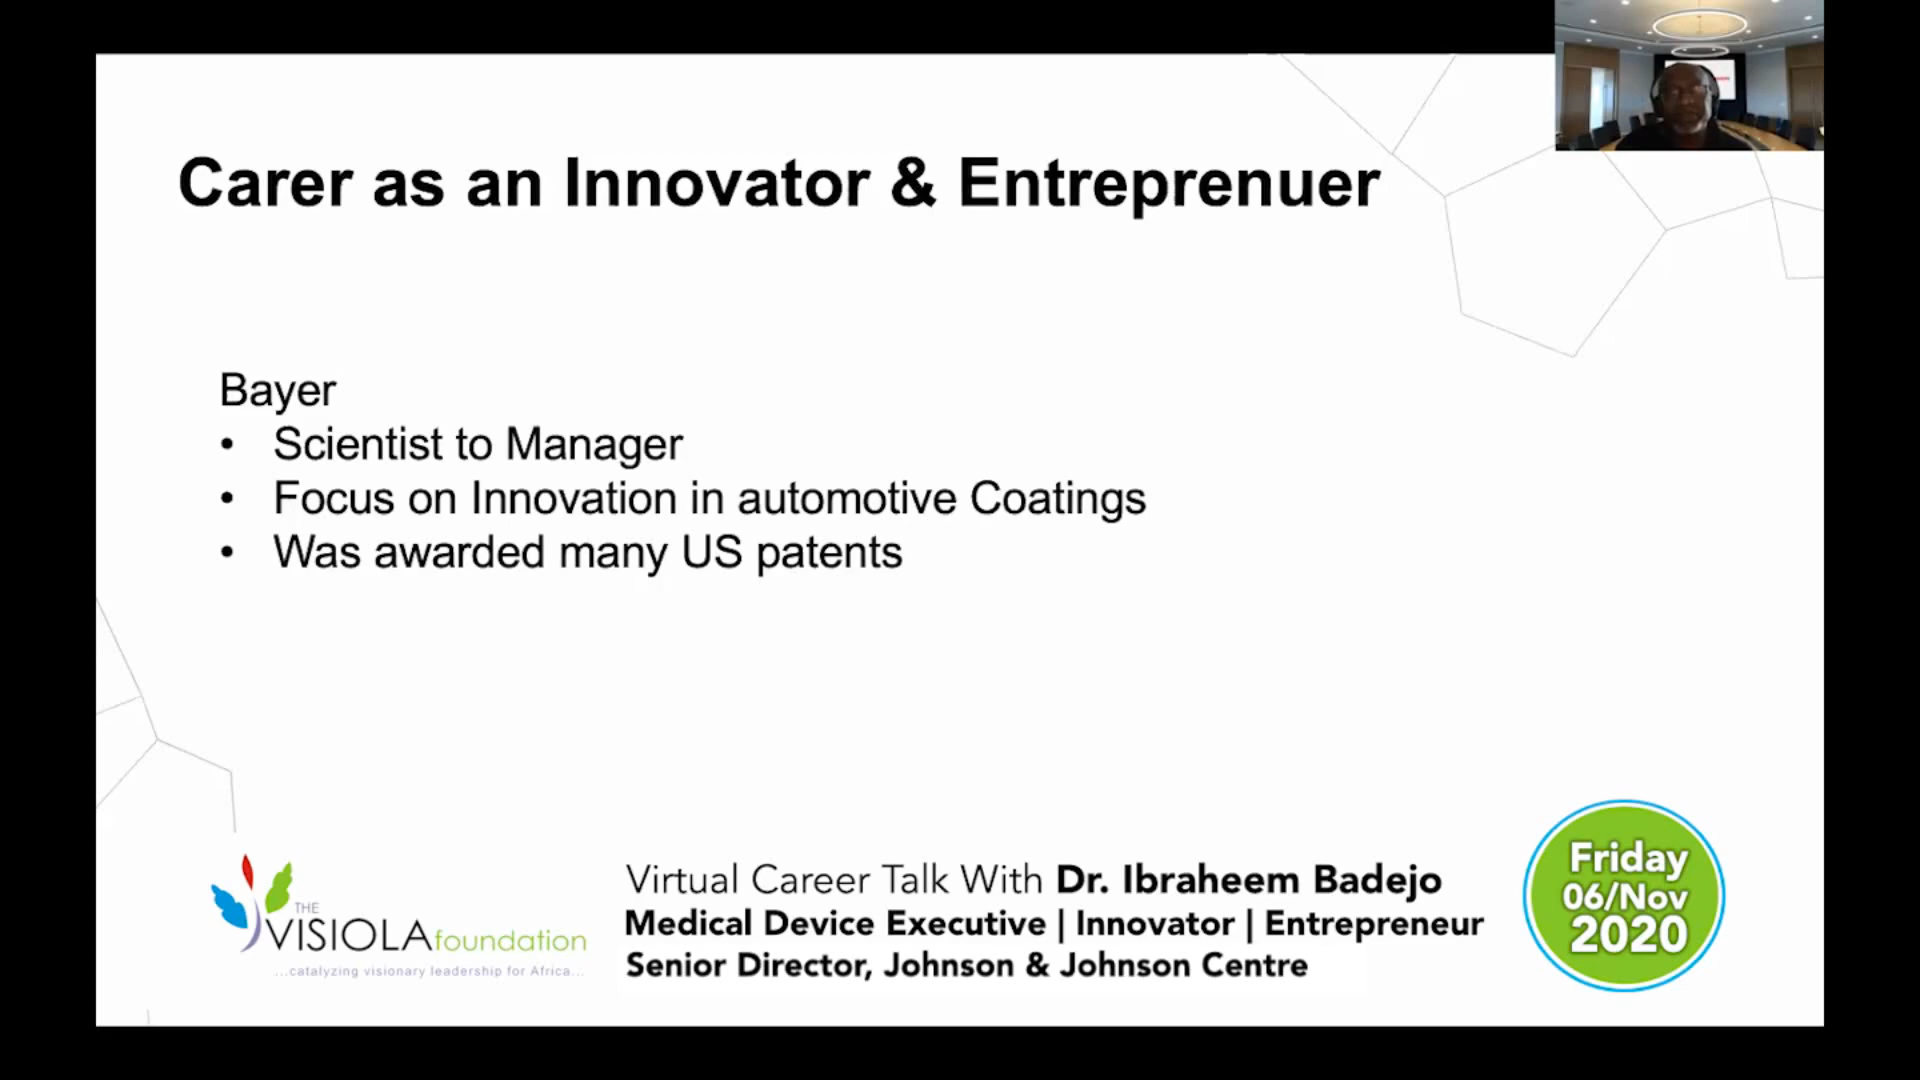 Carer as an Innovator & Entreprenuer
Bayer
• Scientist to Manager
• Focus on Innovation in automotive Coatings
• Was awarded many US patents
THE
VISIOLAfoundation
...catalyzing visionary leadership for Africa...
Virtual Career Talk With Dr. Ibraheem Badejo
Medical Device Executive | Innovator | Entrepreneur
Senior Director, Johnson & Johnson Centre
Friday
06/Nov
2020